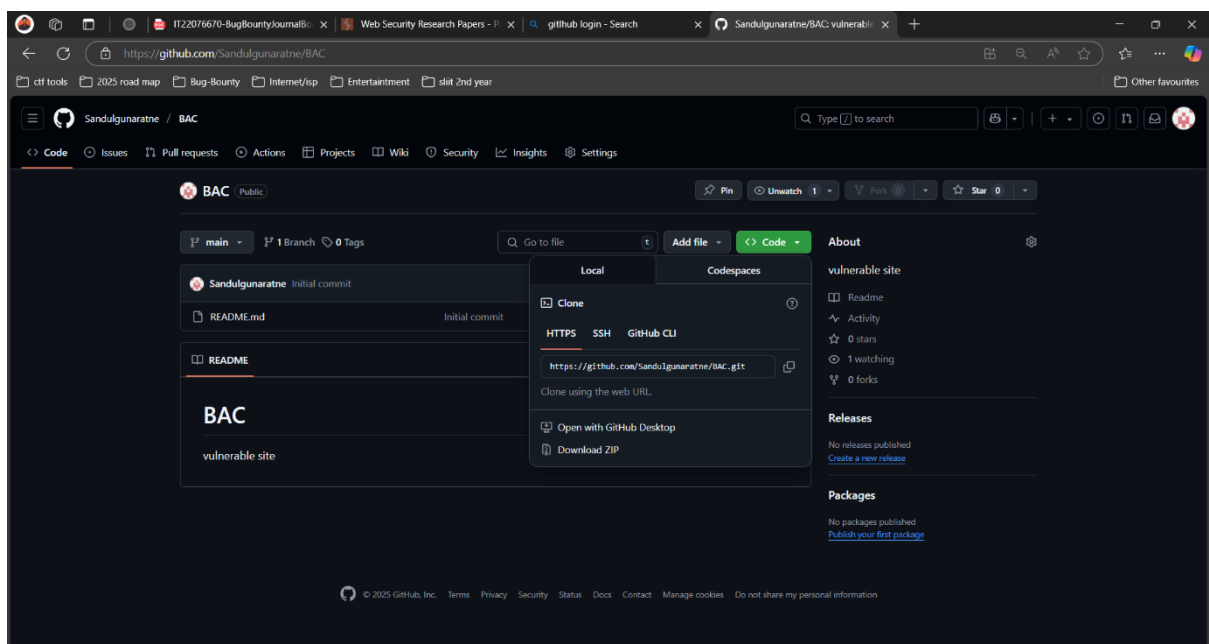 IT22076670-BugBountyJournalBo
Web Security Research Papers - P
gitlhub login - Search
Sandulgunaratne/BAC: vulnerable
https://github.com/Sandulgunaratne/BAC
ctf tools
2025 road map
Bug-Bounty
Internet/isp
Entertaintment
sliit 2nd year
Other favourites
Sandulgunaratne / BAC
Type / to search
Code
Issues
Pull requests
Actions
Projects
Wiki
Security
Insights
Settings
BAC Public
Pin
Unwatch 1
Fork 0
Star 0
main
1 Branch
0 Tags
Go to file t
Add file
Code
Sandulgunaratne Initial commit
README.md Initial commit
README
BAC
vulnerable site
Local
Codespaces
Clone
HTTPS SSH GitHub CLI
https://github.com/Sandulgunaratne/BAC.git
Clone using the web URL.
Open with GitHub Desktop
Download ZIP
About
vulnerable site
Readme
Activity
0 stars
1 watching
0 forks
Releases
No releases published
Create a new release
Packages
No packages published
Publish your first package
© 2025 GitHub, Inc. Terms Privacy Security Status Docs Contact Manage cookies Do not share my personal information